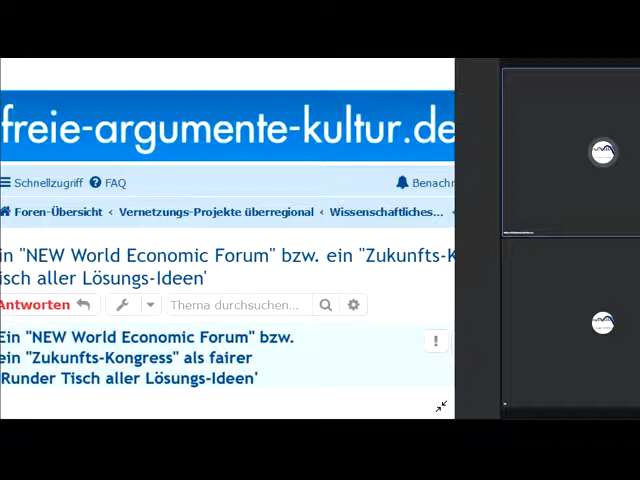 freie-argumente-kultur.de
Schnellzugriff FAQ Benachr
Foren-Übersicht ‹ Vernetzungs-Projekte überregional ‹ Wissenschaftliches... ‹
in "NEW World Economic Forum" bzw. ein "Zukunfts-K
Tisch aller Lösungs-Ideen'
Antworten Thema durchsuchen...
Ein "NEW World Economic Forum" bzw.
ein "Zukunfts-Kongress" als fairer
'Runder Tisch aller Lösungs-Ideen'